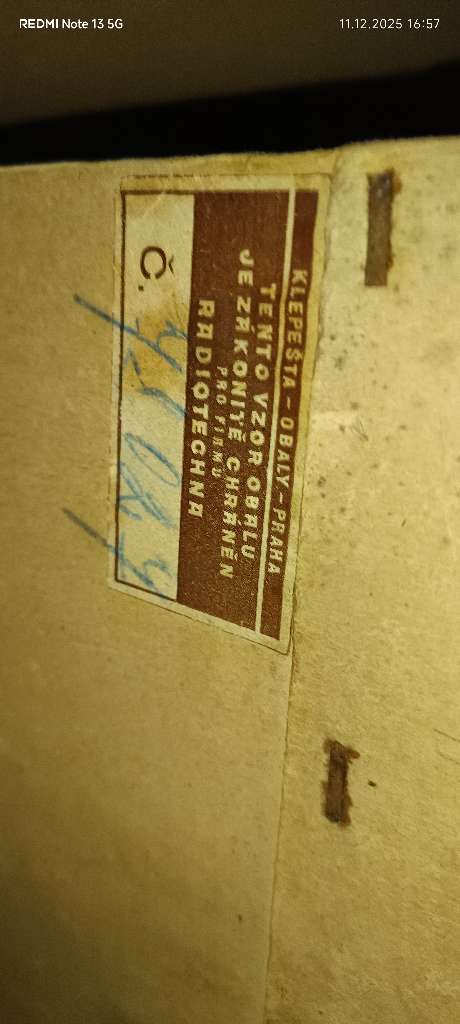 REDMI Note 13 5G
11.12.2025 16:57
KLEPEŠTA - OBALY - PRAHA
TENTO VZOR OBALU
JE ZÁKONITĚ CHRÁNĚN
PRO FIRMU
RADIOTECHNA
Č.